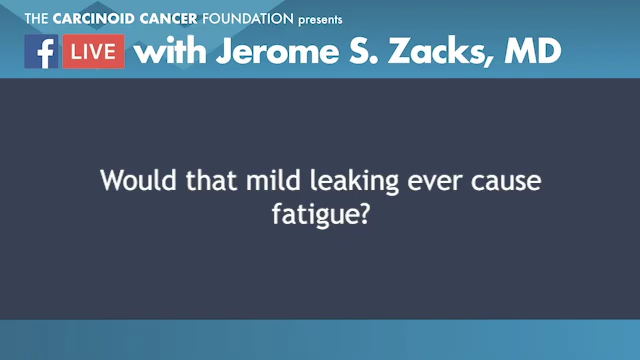 THE CARCINOID CANCER FOUNDATION presents
f LIVE with Jerome S. Zacks, MD
Would that mild leaking ever cause
fatigue?